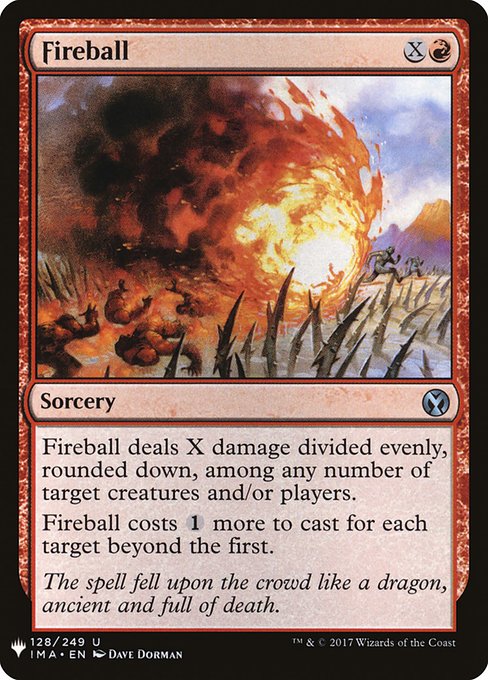 Fireball X
Sorcery
Fireball deals X damage divided evenly,
rounded down, among any number of
target creatures and/or players.
Fireball costs 1 more to cast for each
target beyond the first.
The spell fell upon the crowd like a dragon,
ancient and full of death.
128/249 U
IMA • EN DAVE DORMAN
™ & © 2017 Wizards of the Coast